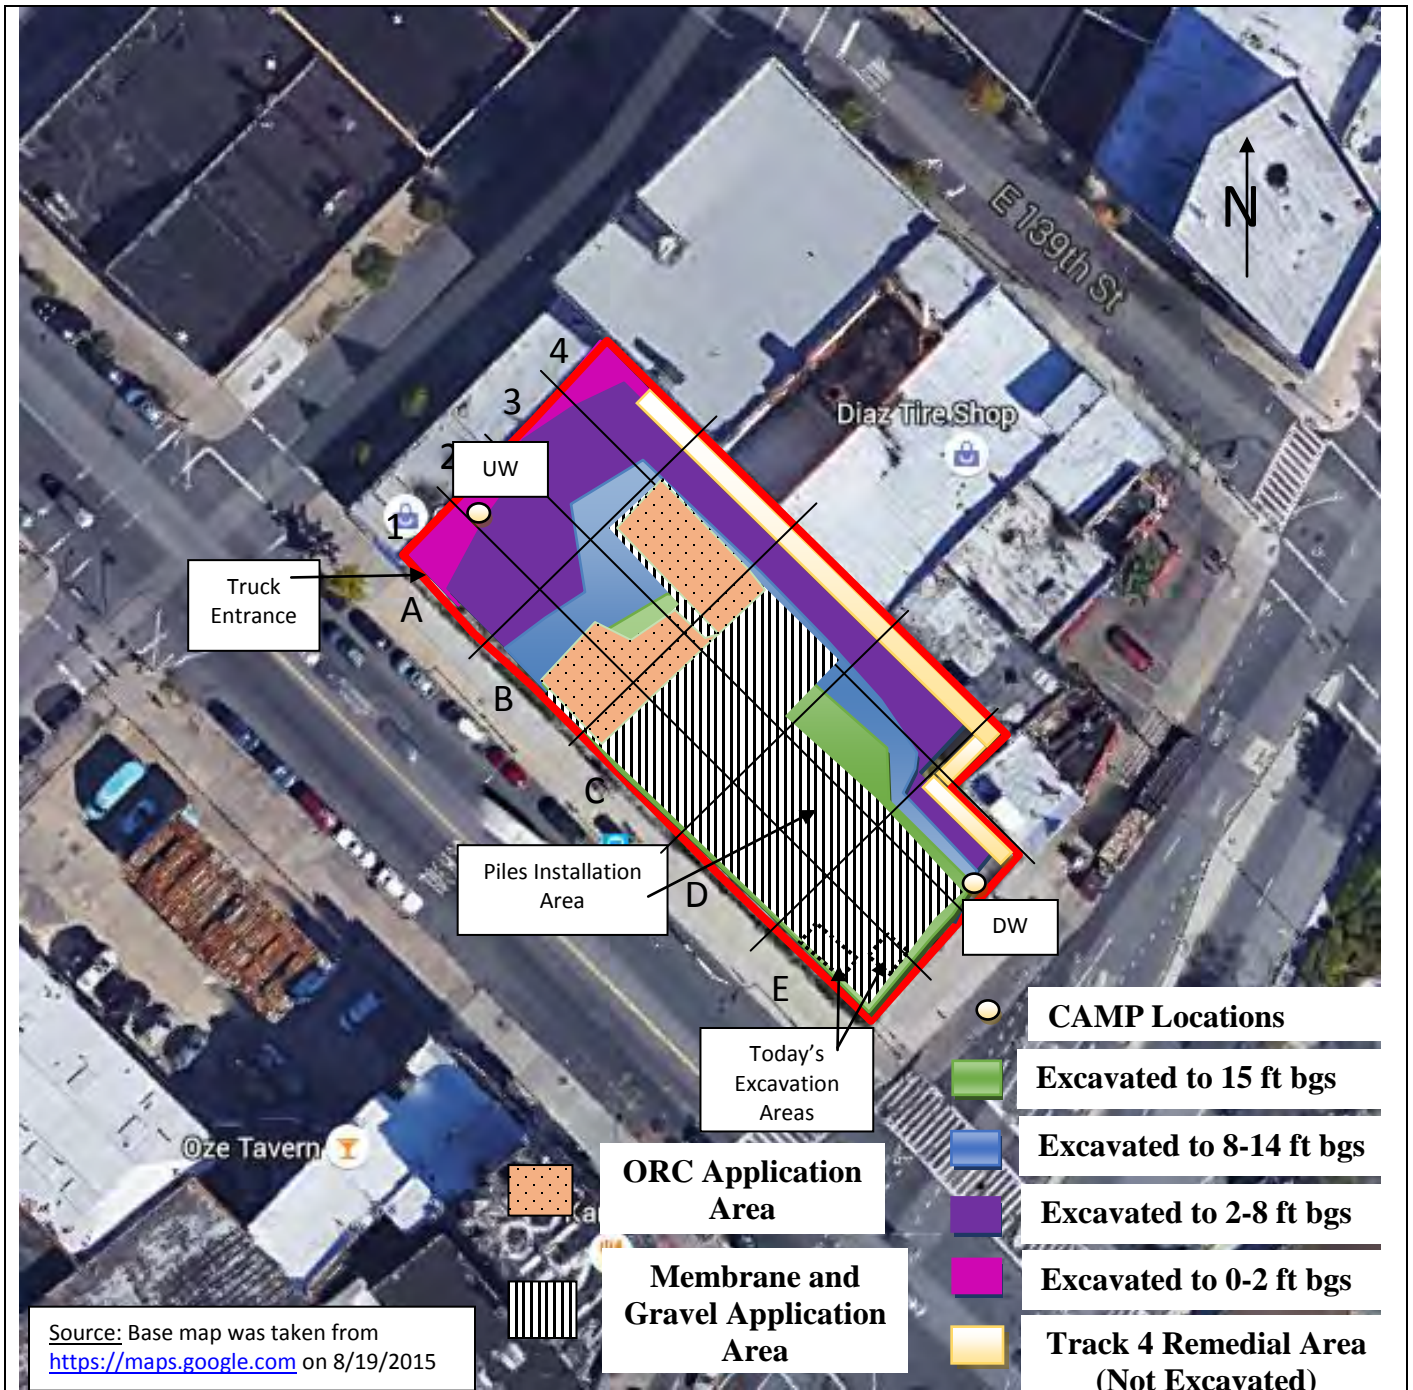 N
E 139th St
4
3
Diaz Tire Shop
2
UW
1
Truck
Entrance
A
B
C
Piles Installation
Area
D
DW
E
CAMP Locations
Today’s
Excavation
Areas
Excavated to 15 ft bgs
Oze Tavern
ORC Application
Area
Excavated to 8-14 ft bgs
Excavated to 2-8 ft bgs
Ka
Membrane and
Gravel Application
Area
Excavated to 0-2 ft bgs
Track 4 Remedial Area
(Not Excavated)
Source: Base map was taken from
https://maps.google.com on 8/19/2015